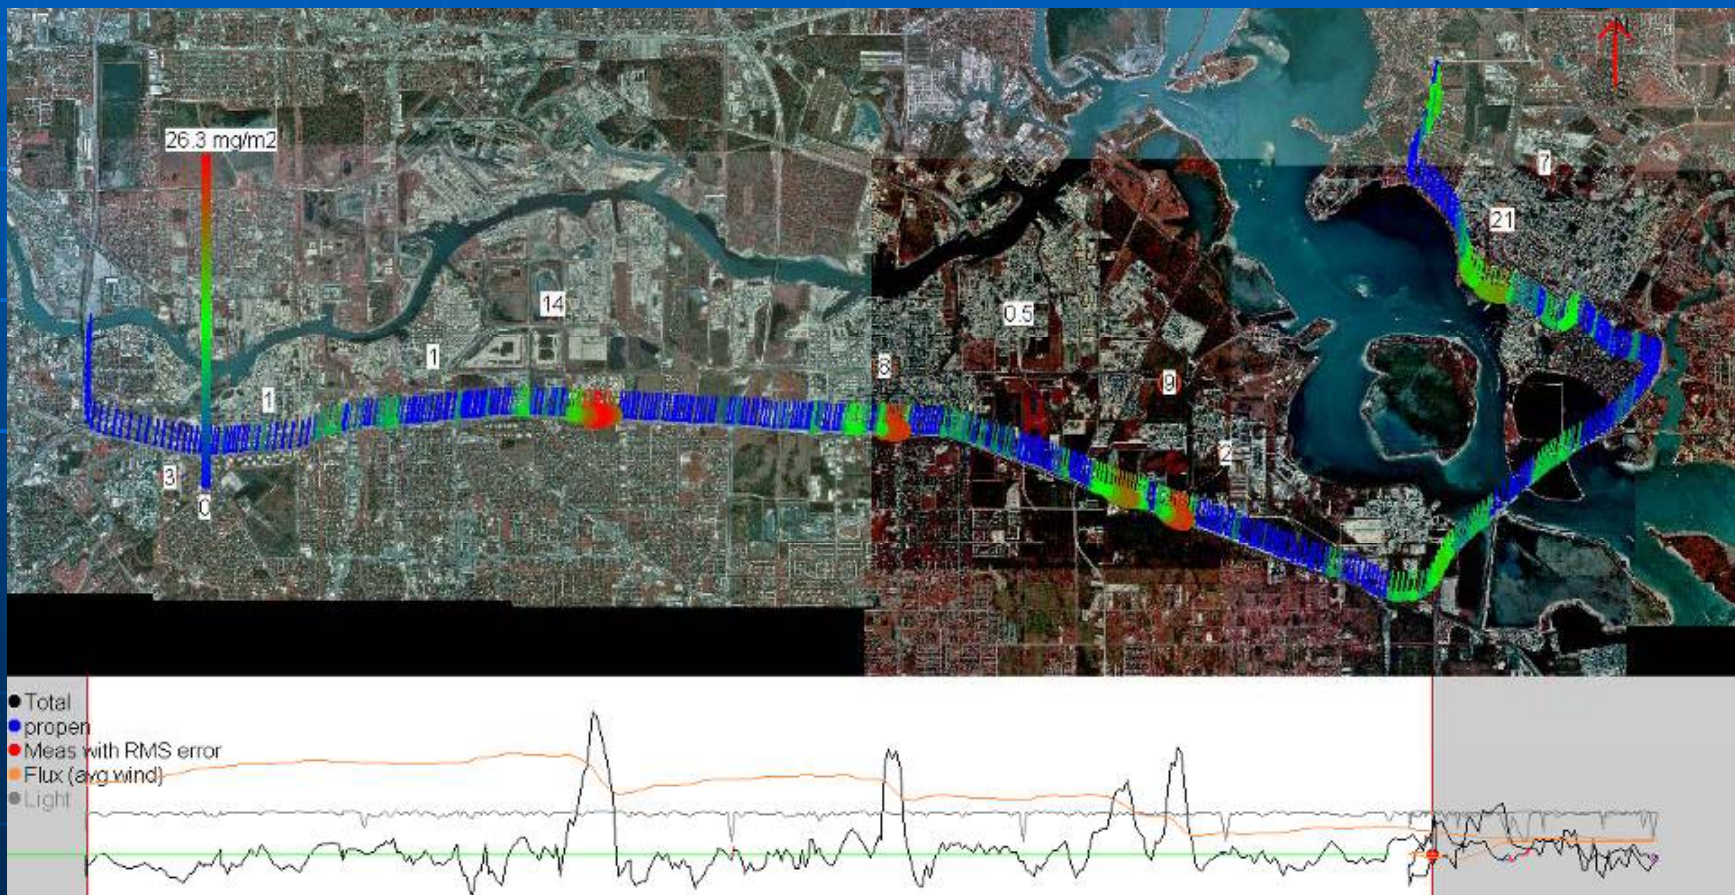 26.3 mg/m2
7
21
14
0.5
1
6
9
1
2
3
0
Total
propen
Meas with RMS error
Flux (avg wind)
Light